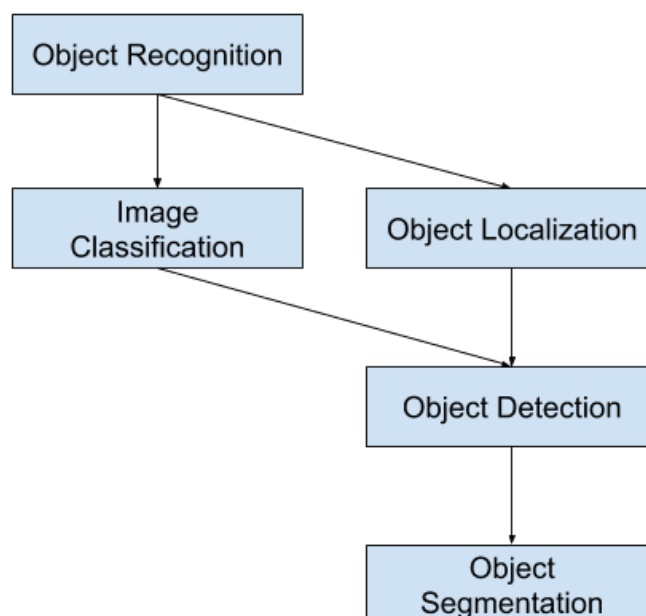 Object Recognition
Image
Classification
Object Localization
Object Detection
Object
Segmentation